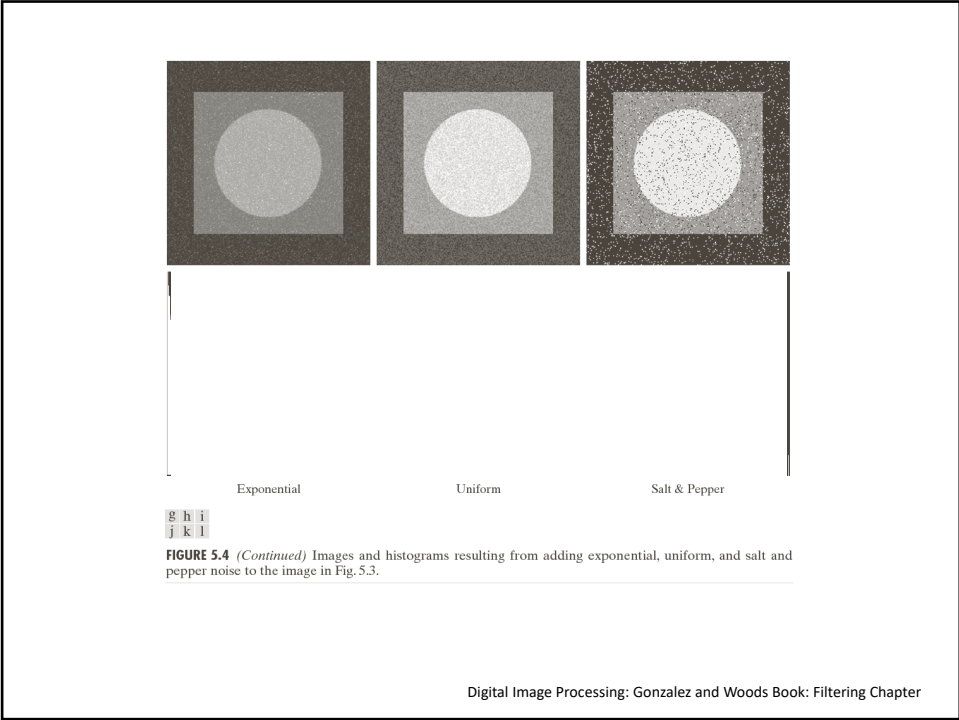 Exponential Uniform Salt & Pepper
g h i
j k l
FIGURE 5.4 (Continued) Images and histograms resulting from adding exponential, uniform, and salt and
pepper noise to the image in Fig. 5.3.
Digital Image Processing: Gonzalez and Woods Book: Filtering Chapter